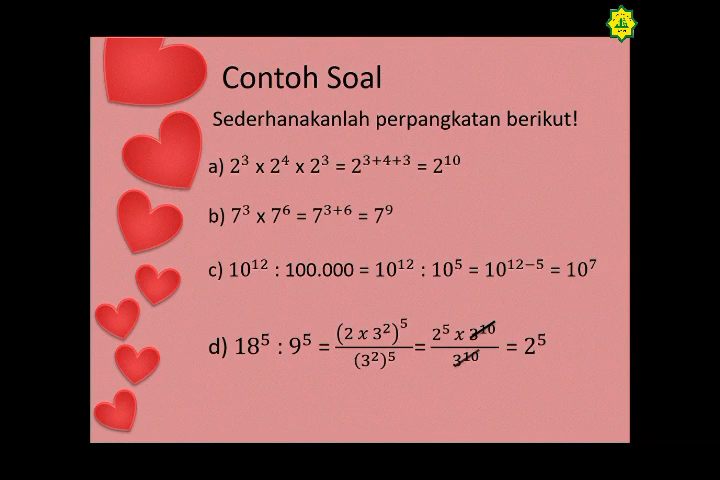 Contoh Soal
Sederhanakanlah perpangkatan berikut!
a) 2³ x 2⁴ x 2³ = 2³⁺⁴⁺³ = 2¹⁰
b) 7³ x 7⁶ = 7³⁺⁶ = 7⁹
c) 10¹² : 100.000 = 10¹² : 10⁵ = 10¹²⁻⁵ = 10⁷
d) 18⁵ : 9⁵ = (2 x 3²)⁵/(3²)⁵ = 2⁵ x 3¹⁰/3¹⁰ = 2⁵